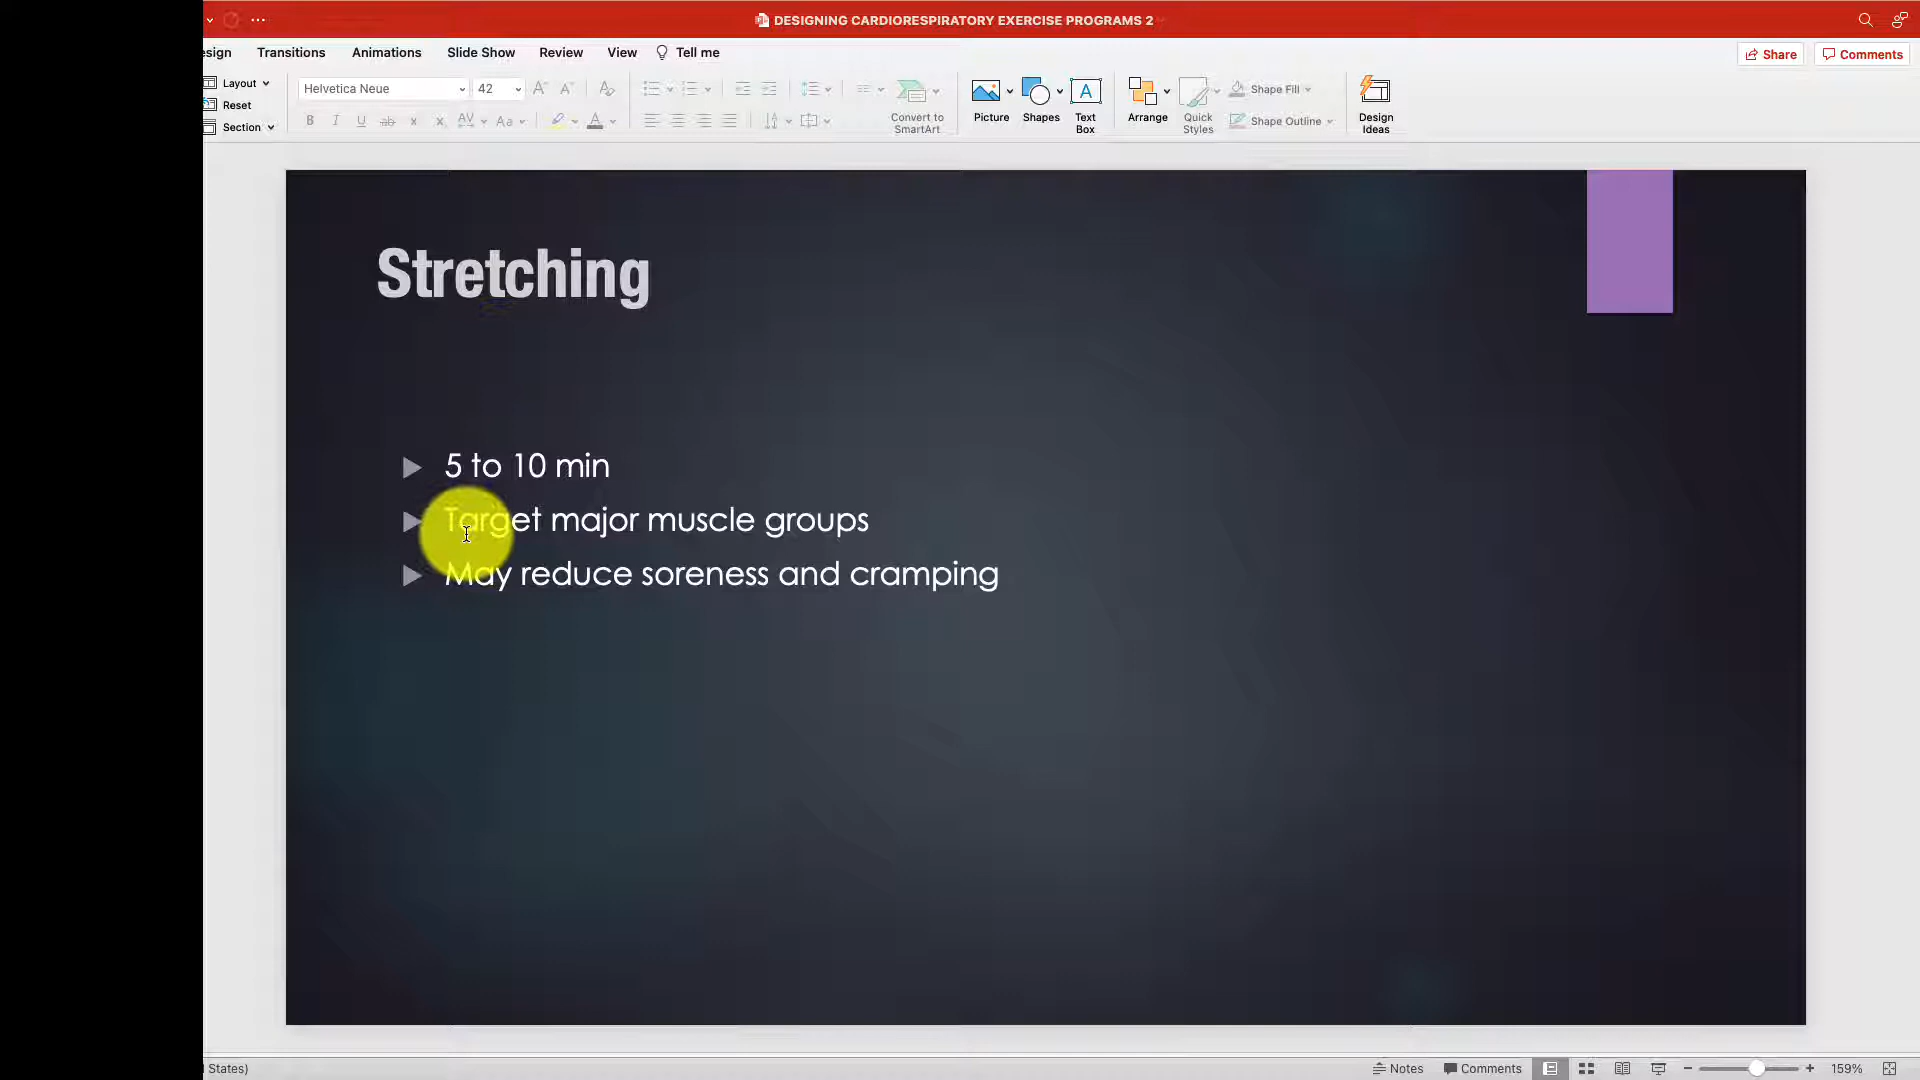 DESIGNING CARDIORESPIRATORY EXERCISE PROGRAMS 2
esign Transitions Animations Slide Show Review View Tell me Share Comments
Layout
Reset
Section
Helvetica Neue 42
Convert to SmartArt
Picture Shapes Text Box Arrange Quick Styles
Shape Fill
Shape Outline
Design Ideas
Stretching
5 to 10 min
Target major muscle groups
May reduce soreness and cramping
States) Notes Comments 159%